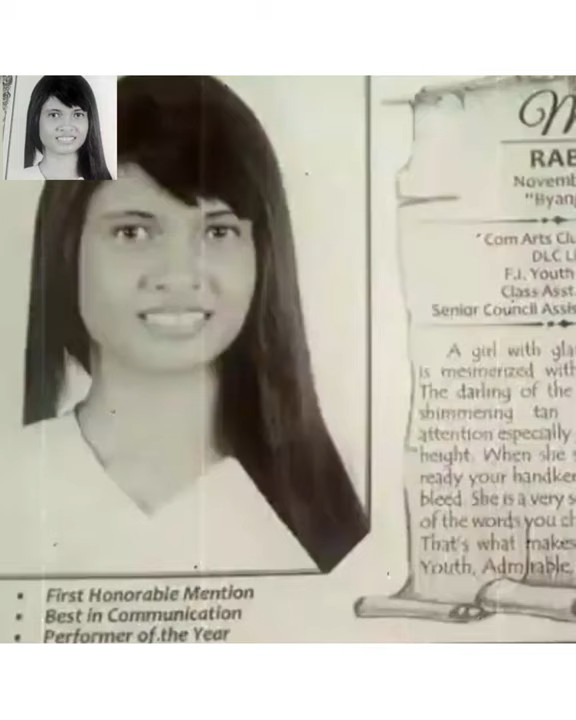 M
RAB
Novemb
"Byang
Com Arts Clu
DLC Li
F.I. Youth
Class Asst.
Senior Council Assis
A girl with gla
is mesmerized with
The darling of the
shimmering tan
attention especially
height. When she s
ready your handker
bleed. She is a very s
of the words you ch
That's what makes
Youth, Admirable,
• First Honorable Mention
• Best in Communication
• Performer of the Year